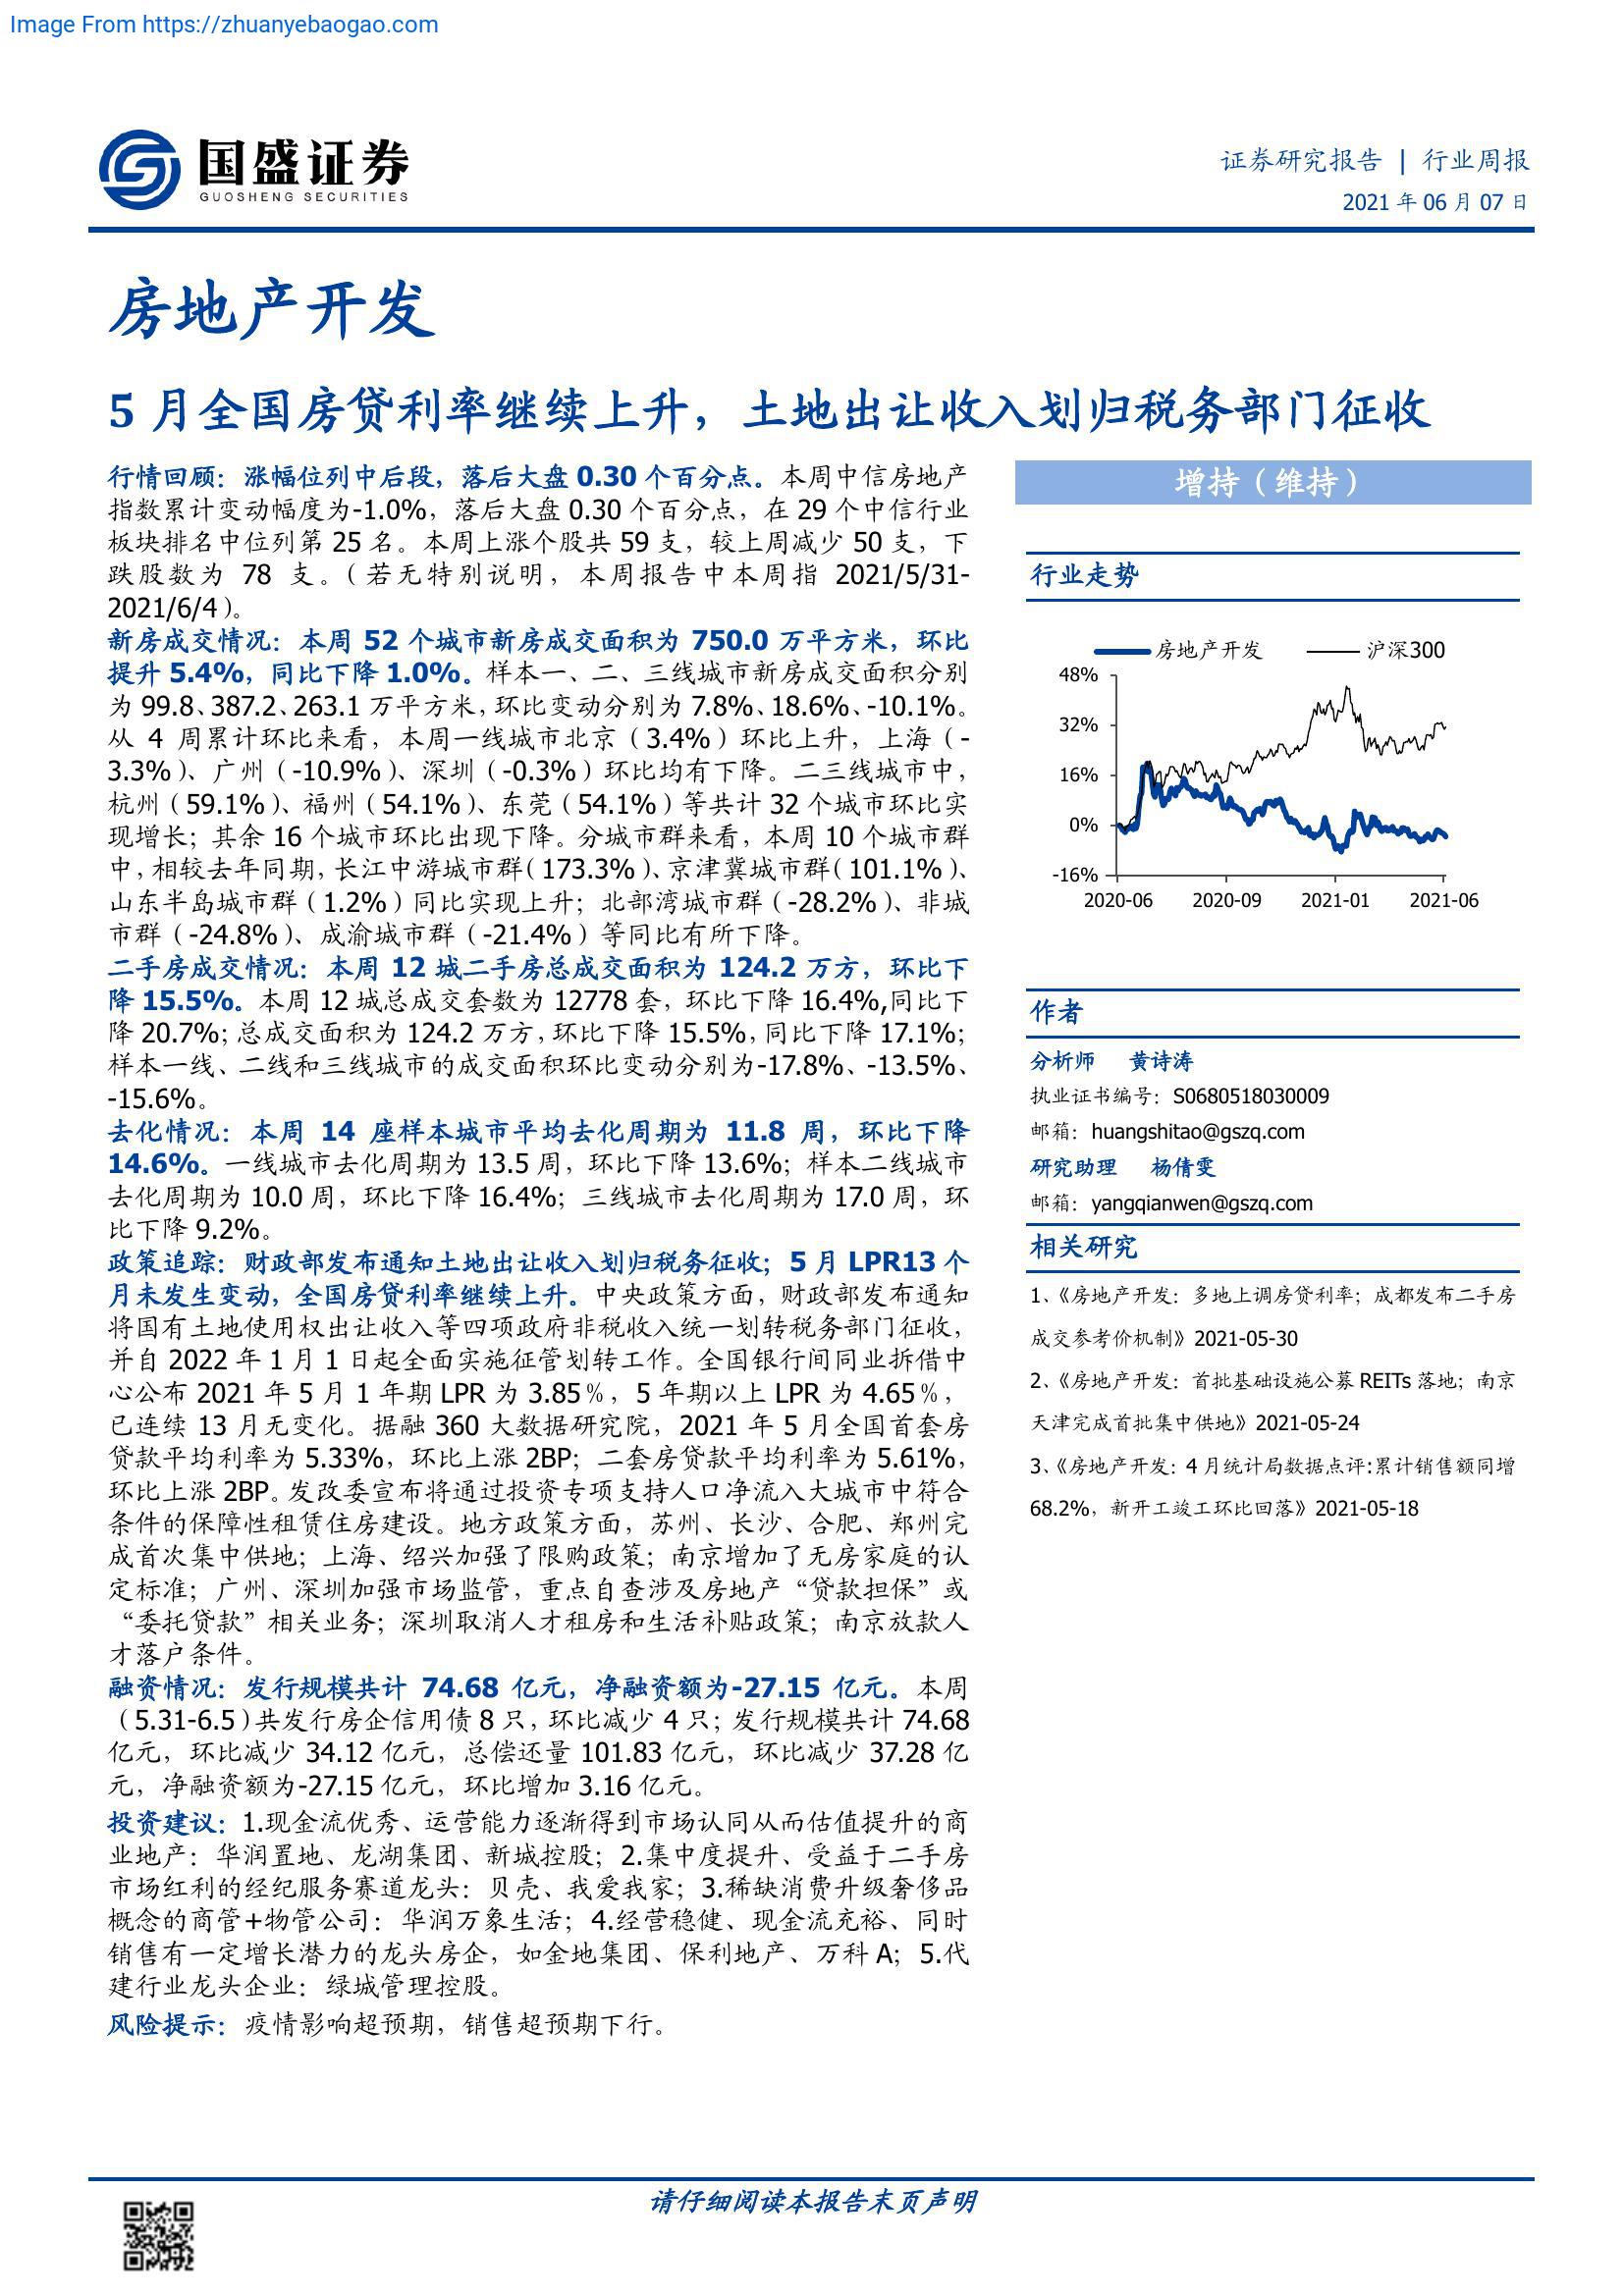 Image From https://zhuanyebaogao.com
国盛证券
GUOSHENG SECURITIES
证券研究报告 | 行业周报
2021 年 06 月 07 日
房地产开发
5 月全国房贷利率继续上升，土地出让收入划归税务部门征收
行情回顾：涨幅位列中后段，落后大盘 0.30 个百分点。本周中信房地产
指数累计变动幅度为-1.0%，落后大盘 0.30 个百分点，在 29 个中信行业
板块排名中位列第 25 名。本周上涨个股共 59 支，较上周减少 50 支，下
跌股数为 78 支。（若无特别说明，本周报告中本周指 2021/5/31-
2021/6/4）。
新房成交情况：本周 52 个城市新房成交面积为 750.0 万平方米，环比
提升 5.4%，同比下降 1.0%。样本一、二、三线城市新房成交面积分别
为 99.8、387.2、263.1 万平方米，环比变动分别为 7.8%、18.6%、-10.1%。
从 4 周累计环比来看，本周一线城市北京（3.4%）环比上升，上海（-
3.3%）、广州（-10.9%）、深圳（-0.3%）环比均有下降。二三线城市中，
杭州（59.1%）、福州（54.1%）、东莞（54.1%）等共计 32 个城市环比实
现增长；其余 16 个城市环比出现下降。分城市群来看，本周 10 个城市群
中，相较去年同期，长江中游城市群（173.3%）、京津冀城市群（101.1%）、
山东半岛城市群（1.2%）同比实现上升；北部湾城市群（-28.2%）、非城
市群（-24.8%）、成渝城市群（-21.4%）等同比有所下降。
二手房成交情况：本周 12 城二手房总成交面积为 124.2 万方，环比下
降 15.5%。本周 12 城总成交套数为 12778 套，环比下降 16.4%,同比下
降 20.7%；总成交面积为 124.2 万方，环比下降 15.5%，同比下降 17.1%；
样本一线、二线和三线城市的成交面积环比变动分别为-17.8%、-13.5%、
-15.6%。
去化情况：本周 14 座样本城市平均去化周期为 11.8 周，环比下降
14.6%。一线城市去化周期为 13.5 周，环比下降 13.6%；样本二线城市
去化周期为 10.0 周，环比下降 16.4%；三线城市去化周期为 17.0 周，环
比下降 9.2%。
政策追踪：财政部发布通知土地出让收入划归税务征收；5 月 LPR13 个
月未发生变动，全国房贷利率继续上升。中央政策方面，财政部发布通知
将国有土地使用权出让收入等四项政府非税收入统一划转税务部门征收，
并自 2022 年 1 月 1 日起全面实施征管划转工作。全国银行间同业拆借中
心公布 2021 年 5 月 1 年期 LPR 为 3.85%，5 年期以上 LPR 为 4.65%，
已连续 13 月无变化。据融 360 大数据研究院，2021 年 5 月全国首套房
贷款平均利率为 5.33%，环比上涨 2BP；二套房贷款平均利率为 5.61%，
环比上涨 2BP。发改委宣布将通过投资专项支持人口净流入大城市中符合
条件的保障性租赁住房建设。地方政策方面，苏州、长沙、合肥、郑州完
成首次集中供地；上海、绍兴加强了限购政策；南京增加了无房家庭的认
定标准；广州、深圳加强市场监管，重点自查涉及房地产“贷款担保”或
“委托贷款”相关业务；深圳取消人才租房和生活补贴政策；南京放款人
才落户条件。
融资情况：发行规模共计 74.68 亿元，净融资额为-27.15 亿元。本周
（5.31-6.5）共发行房企信用债 8 只，环比减少 4 只；发行规模共计 74.68
亿元，环比减少 34.12 亿元，总偿还量 101.83 亿元，环比减少 37.28 亿
元，净融资额为-27.15 亿元，环比增加 3.16 亿元。
投资建议：1.现金流优秀、运营能力逐渐得到市场认同从而估值提升的商
业地产：华润置地、龙湖集团、新城控股；2.集中度提升、受益于二手房
市场红利的经纪服务赛道龙头：贝壳、我爱我家；3.稀缺消费升级奢侈品
概念的商管+物管公司：华润万象生活；4.经营稳健、现金流充裕、同时
销售有一定增长潜力的龙头房企，如金地集团、保利地产、万科 A；5.代
建行业龙头企业：绿城管理控股。
风险提示：疫情影响超预期，销售超预期下行。
增持（维持）
行业走势
房地产开发 沪深300
48%
32%
16%
0%
-16%
2020-06 2020-09 2021-01 2021-06
作者
分析师 黄诗涛
执业证书编号：S0680518030009
邮箱：huangshitao@gszq.com
研究助理 杨倩雯
邮箱：yangqianwen@gszq.com
相关研究
1、《房地产开发：多地上调房贷利率；成都发布二手房
成交参考价机制》2021-05-30
2、《房地产开发：首批基础设施公募 REITs 落地；南京
天津完成首批集中供地》2021-05-24
3、《房地产开发：4 月统计局数据点评:累计销售额同增
68.2%，新开工竣工环比回落》2021-05-18
请仔细阅读本报告末页声明